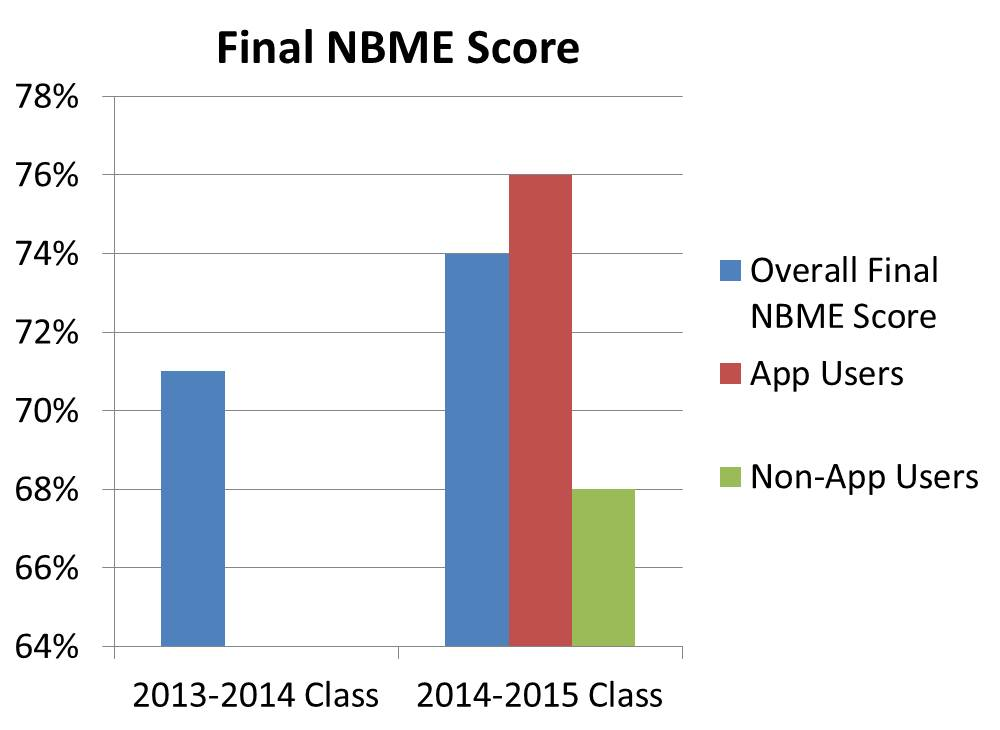 Final NBME Score
78%
76%
74%
72%
70%
68%
66%
64%
2013-2014 Class
2014-2015 Class
Overall Final
NBME Score
App Users
Non-App Users